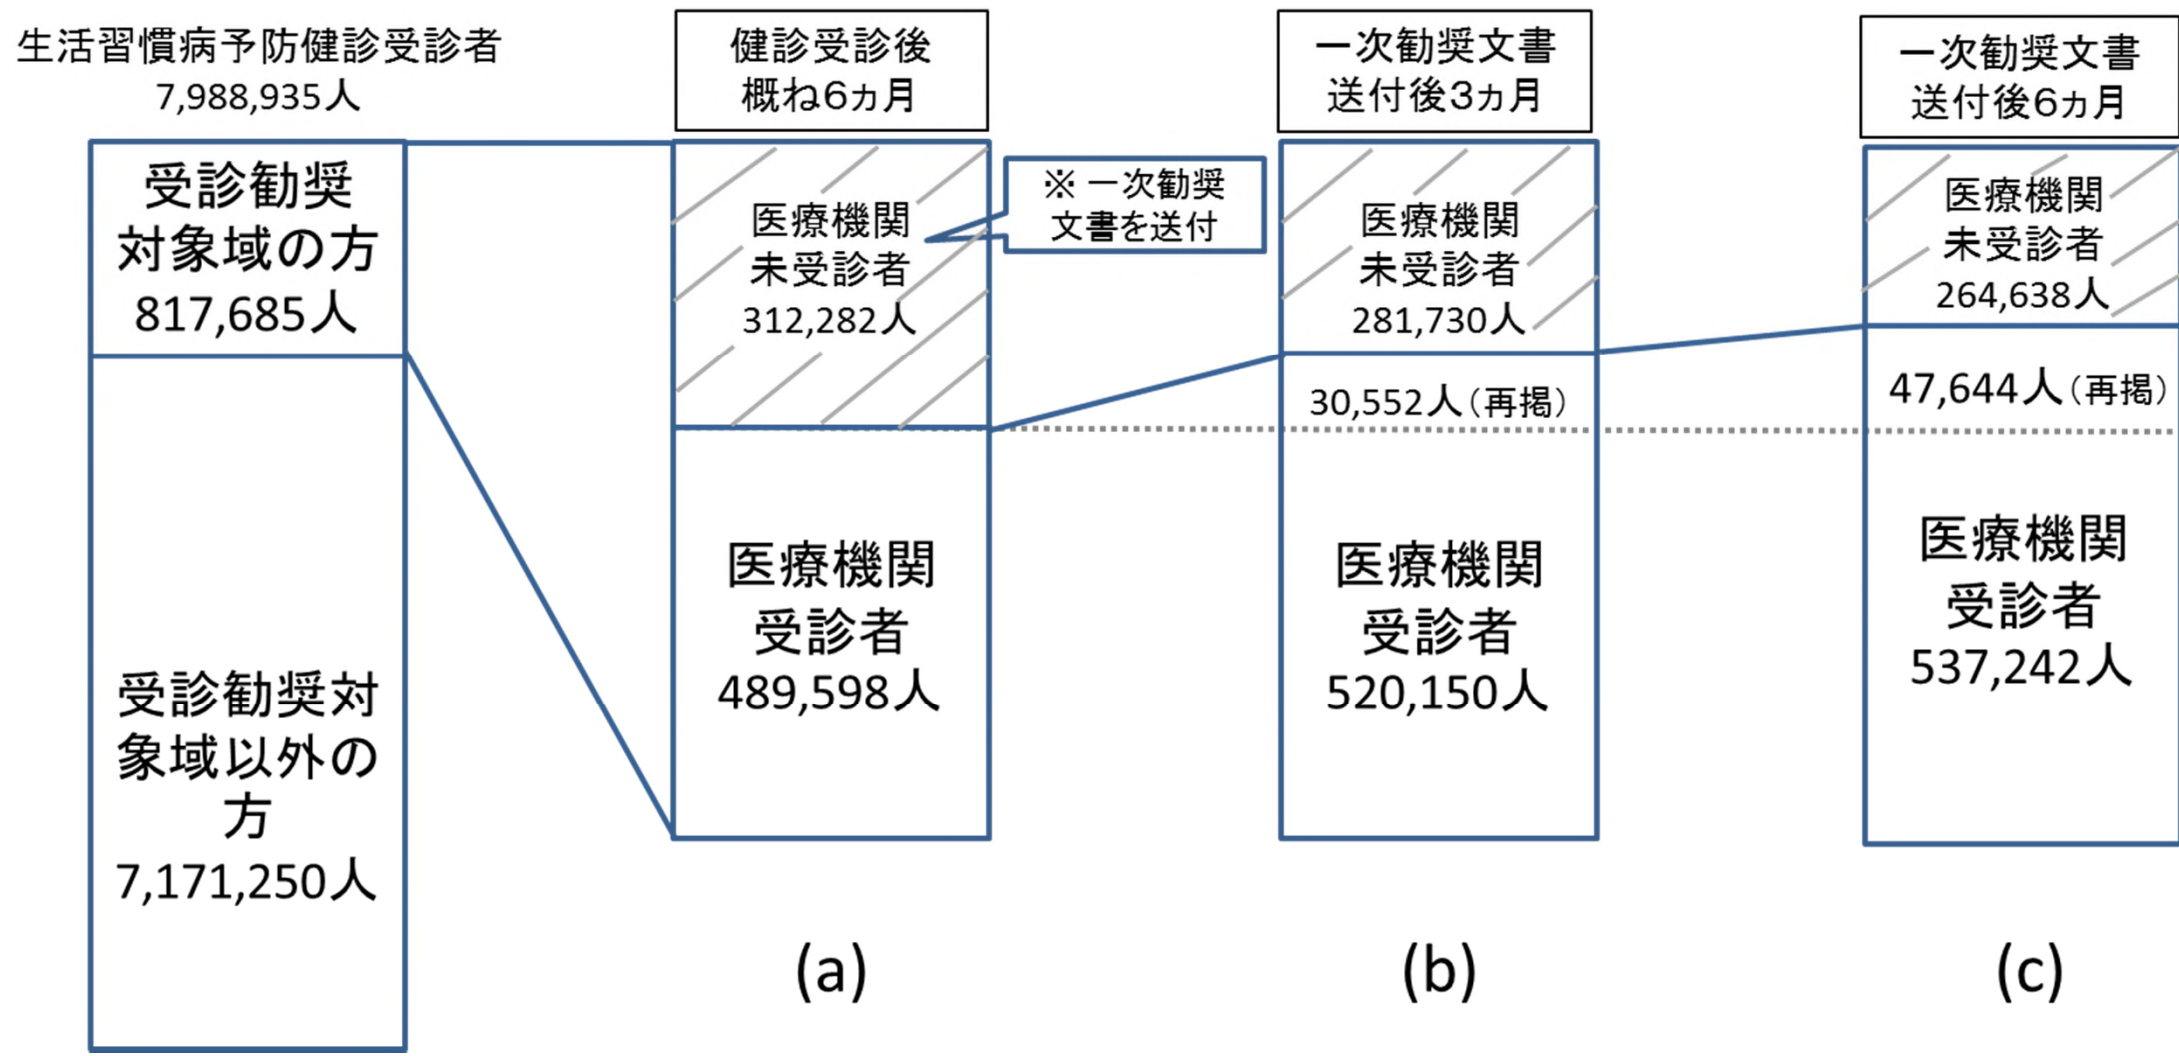 生活習慣病予防健診受診者
7,988,935人
受診勧奨
対象域の方
817,685人
受診勧奨対
象域以外の
方
7,171,250人
健診受診後
概ね6ヵ月
医療機関
未受診者
312,282人
※ 一次勧奨
文書を送付
医療機関
受診者
489,598人
(a)
一次勧奨文書
送付後3ヵ月
医療機関
未受診者
281,730人
30,552人(再掲)
医療機関
受診者
520,150人
(b)
一次勧奨文書
送付後6ヵ月
医療機関
未受診者
264,638人
47,644人(再掲)
医療機関
受診者
537,242人
(c)